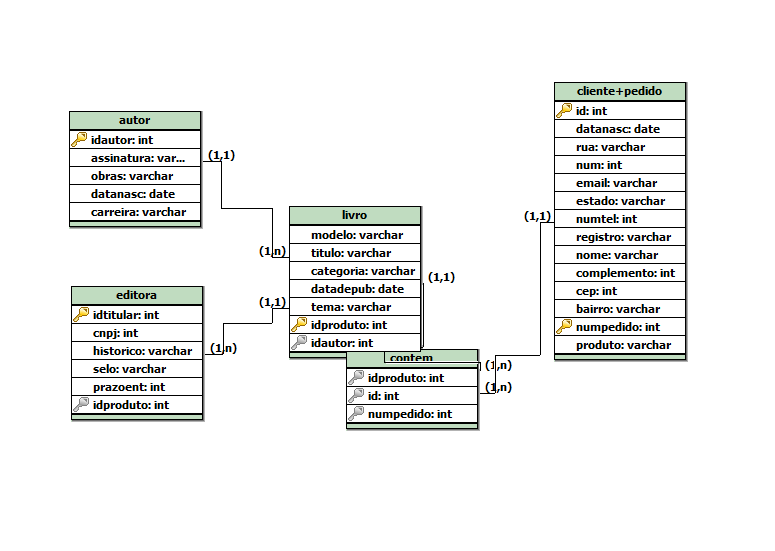 autor
idautor: int
assinatura: var...
obras: varchar
datanasc: date
carreira: varchar
(1,1)
(1,n)
editora
idtitular: int
cnpj: int
historico: varchar
selo: varchar
prazoent: int
idproduto: int
(1,1)
(1,n)
livro
modelo: varchar
titulo: varchar
categoria: varchar
datadepub: date
tema: varchar
idproduto: int
idautor: int
(1,1)
contem
idproduto: int
id: int
numpedido: int
(1,n)
(1,n)
(1,1)
cliente+pedido
id: int
datanasc: date
rua: varchar
num: int
email: varchar
estado: varchar
numtel: int
registro: varchar
nome: varchar
complemento: int
cep: int
bairro: varchar
numpedido: int
produto: varchar